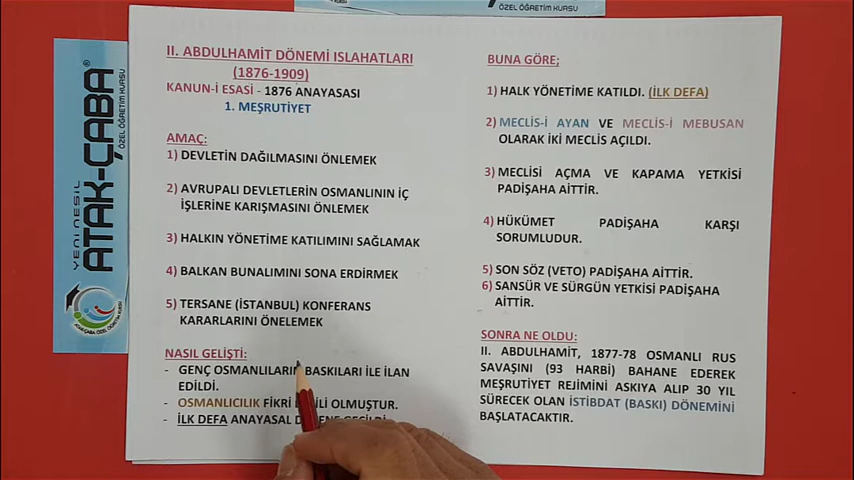 ÖZEL ÖĞRETİM KURSU
YENİ NESİL
ATAK-ÇABA®
ÖZEL ÖĞRETİM KURSU
ATAK-ÇABA ÖZEL ÖĞRETİM KURSU
II. ABDULHAMİT DÖNEMİ ISLAHATLARI
(1876-1909)
KANUN-İ ESASİ - 1876 ANAYASASI
1. MEŞRUTİYET
AMAÇ:
1) DEVLETİN DAĞILMASINI ÖNLEMEK
2) AVRUPALI DEVLETLERİN OSMANLININ İÇ
İŞLERİNE KARIŞMASINI ÖNLEMEK
3) HALKIN YÖNETİME KATILIMINI SAĞLAMAK
4) BALKAN BUNALIMINI SONA ERDİRMEK
5) TERSANE (İSTANBUL) KONFERANS
KARARLARINI ÖNELEMEK
NASIL GELİŞTİ:
- GENÇ OSMANLILARIN BASKILARI İLE İLAN
EDİLDİ.
- OSMANLICILIK FİKRİ OLMUŞTUR.
- İLK DEFA ANAYASAL
BUNA GÖRE;
1) HALK YÖNETİME KATILDI. (İLK DEFA)
2) MECLİS-İ AYAN VE MECLİS-İ MEBUSAN
OLARAK İKİ MECLİS AÇILDI.
3) MECLİSİ AÇMA VE KAPAMA YETKİSİ
PADİŞAHA AİTTİR.
4) HÜKÜMET PADİŞAHA KARŞI
SORUMLUDUR.
5) SON SÖZ (VETO) PADİŞAHA AİTTİR.
6) SANSÜR VE SÜRGÜN YETKİSİ PADİŞAHA
AİTTİR.
SONRA NE OLDU:
II. ABDULHAMİT, 1877-78 OSMANLI RUS
SAVAŞINI (93 HARBİ) BAHANE EDEREK
MEŞRUTİYET REJİMİNİ ASKIYA ALIP 30 YIL
SÜRECEK OLAN İSTİBDAT (BASKI) DÖNEMİNİ
BAŞLATACAKTIR.